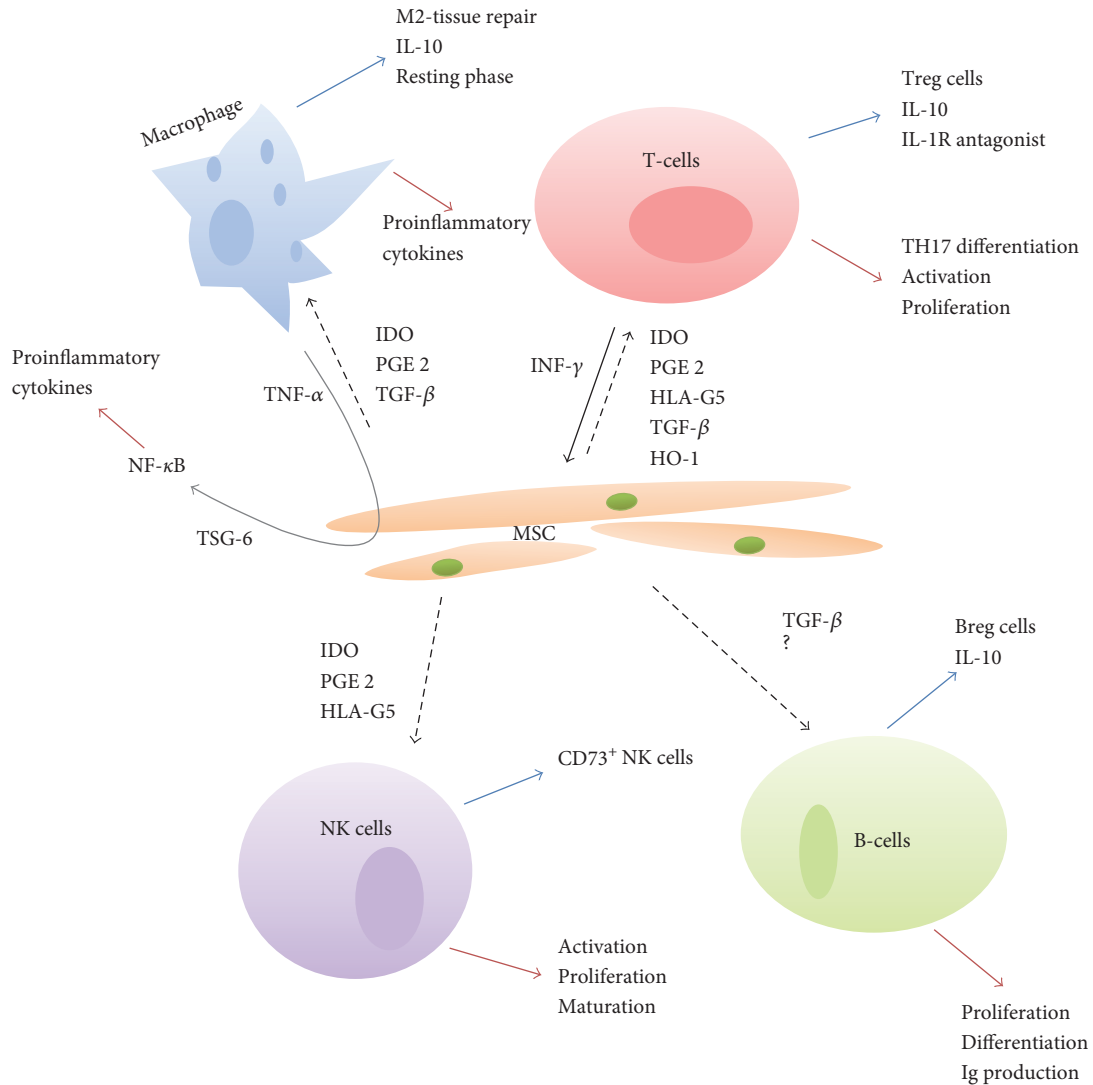 M2-tissue repair
IL-10
Resting phase
Macrophage
Proinflammatory
cytokines
T-cells
Treg cells
IL-10
IL-1R antagonist
TH17 differentiation
Activation
Proliferation
Proinflammatory
cytokines
NF-κB
TSG-6
TNF-α
IDO
PGE 2
TGF-β
INF-γ
IDO
PGE 2
HLA-G5
TGF-β
HO-1
MSC
IDO
PGE 2
HLA-G5
TGF-β
?
Breg cells
IL-10
NK cells
CD73⁺ NK cells
Activation
Proliferation
Maturation
B-cells
Proliferation
Differentiation
Ig production